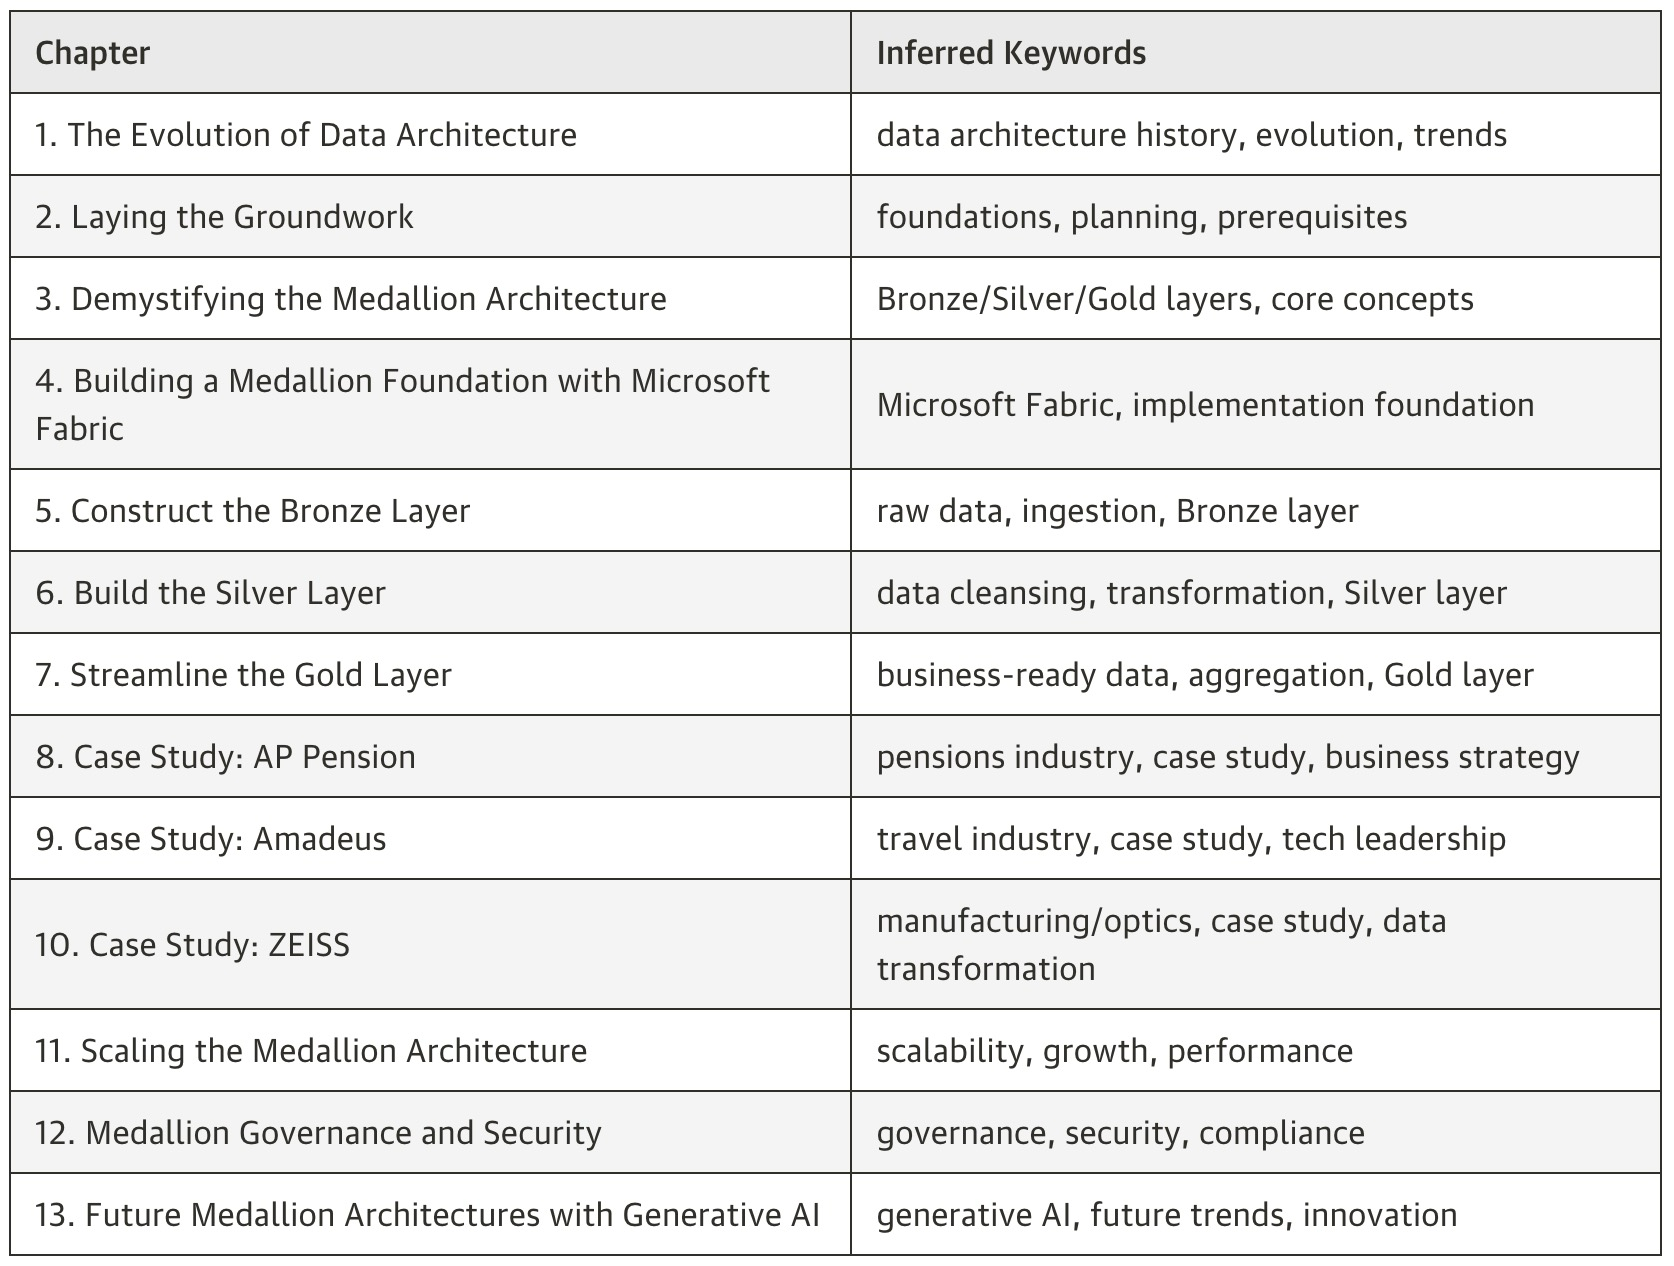 Chapter
Inferred Keywords
1. The Evolution of Data Architecture
data architecture history, evolution, trends
2. Laying the Groundwork
foundations, planning, prerequisites
3. Demystifying the Medallion Architecture
Bronze/Silver/Gold layers, core concepts
4. Building a Medallion Foundation with Microsoft
Fabric
Microsoft Fabric, implementation foundation
5. Construct the Bronze Layer
raw data, ingestion, Bronze layer
6. Build the Silver Layer
data cleansing, transformation, Silver layer
7. Streamline the Gold Layer
business-ready data, aggregation, Gold layer
8. Case Study: AP Pension
pensions industry, case study, business strategy
9. Case Study: Amadeus
travel industry, case study, tech leadership
10. Case Study: ZEISS
manufacturing/optics, case study, data
transformation
11. Scaling the Medallion Architecture
scalability, growth, performance
12. Medallion Governance and Security
governance, security, compliance
13. Future Medallion Architectures with Generative AI
generative AI, future trends, innovation